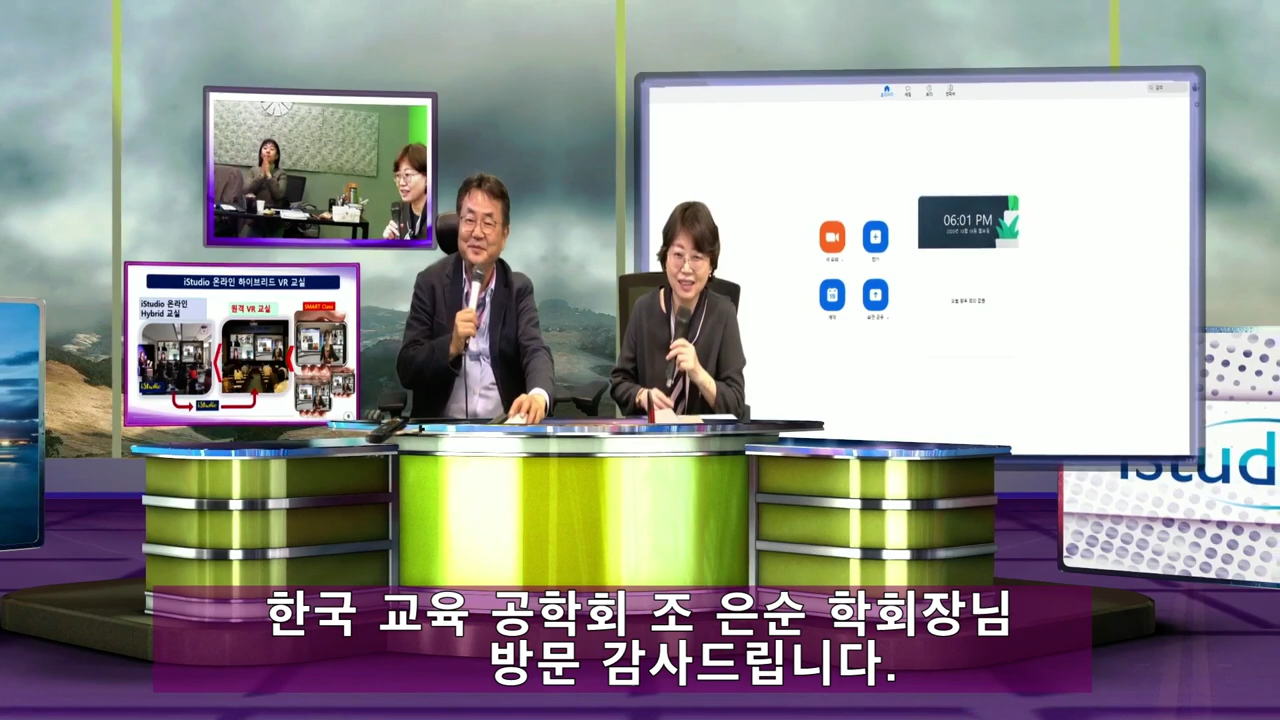 iStudio 온라인 하이브리드 VR 교실
iStudio 온라인
Hybrid 교실
원격 VR 교실
SMART Class
iStudio
iStudio
06:01 PM
iStud
한국 교육 공학회 조 은순 학회장님
방문 감사드립니다.